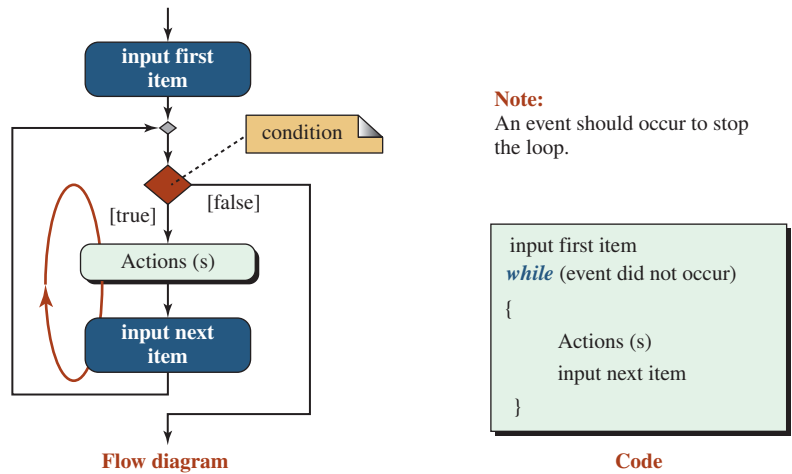 input first
item
condition
[true]
[false]
Actions (s)
input next
item
Flow diagram
Note:
An event should occur to stop
the loop.
input first item
while (event did not occur)
{
Actions (s)
input next item
}
Code